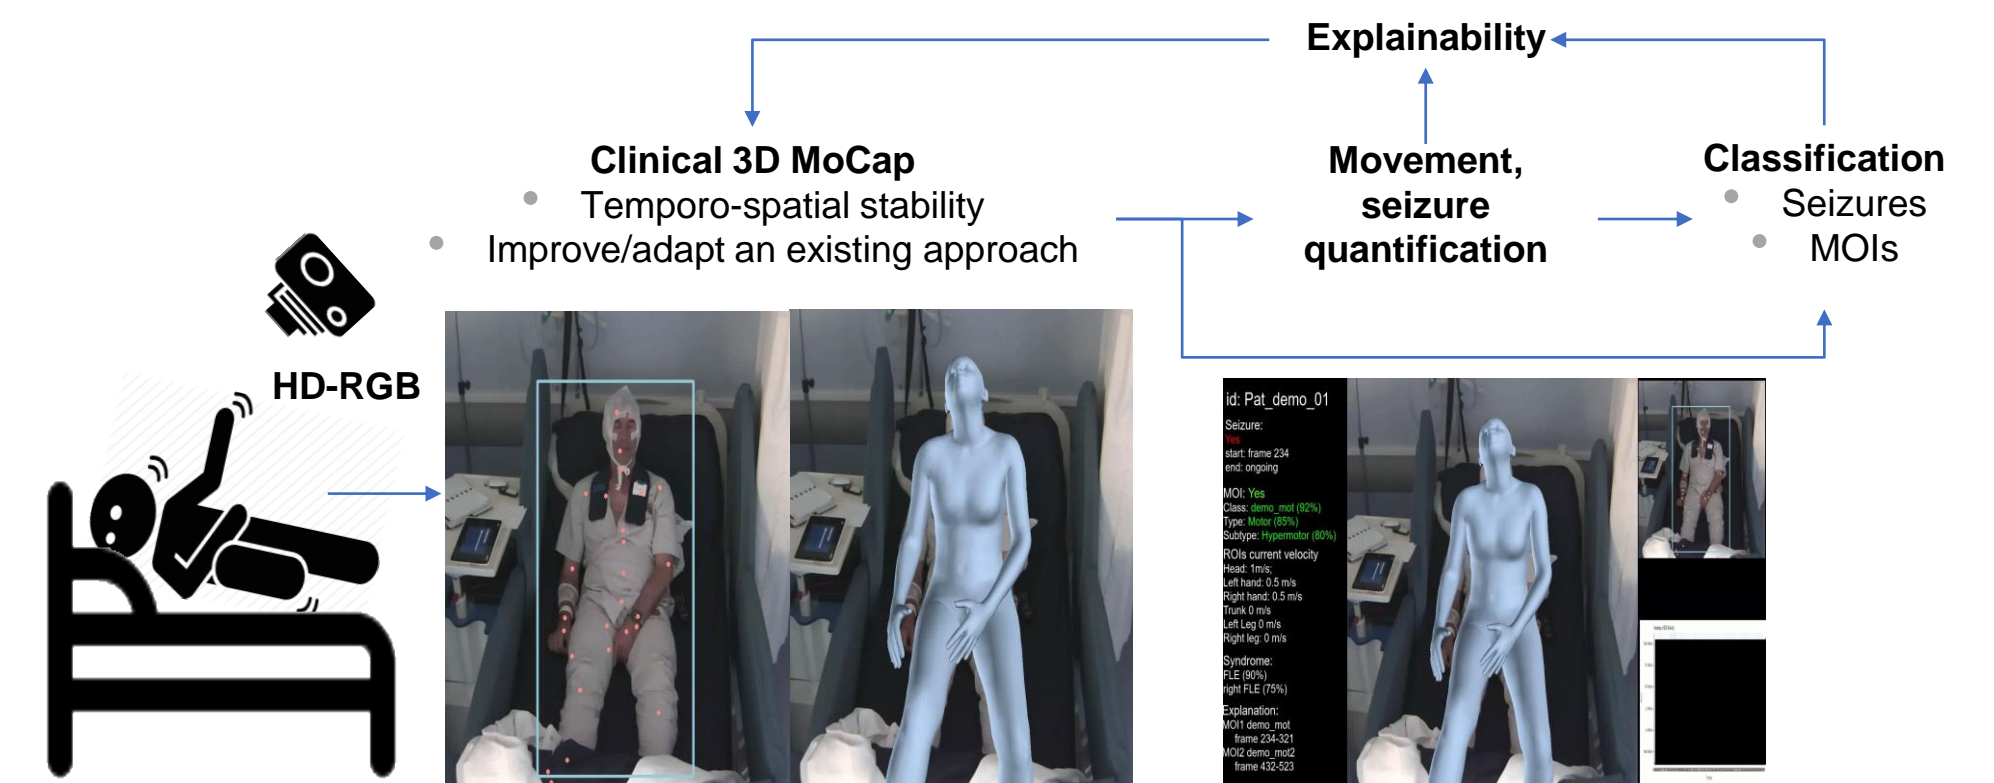 Explainability
Clinical 3D MoCap
Temporo-spatial stability
Improve/adapt an existing approach
Movement,
seizure
quantification
Classification
Seizures
MOIs
HD-RGB
id: Pat_demo_01
Seizure:
Yes
start: frame 234
end: ongoing
MOI: Yes
Class: demo_mot (92%)
Type: Motor (85%)
Subtype: Hypermotor (80%)
ROIs current velocity
Head: 1m/s;
Left hand: 0.5 m/s
Right hand: 0.5 m/s
Trunk 0 m/s
Left Leg 0 m/s
Right leg: 0 m/s
Syndrome:
FLE (90%)
right FLE (75%)
Explanation:
MOI1 demo_mot
frame 234-321
MOI2 demo_mot2
frame 432-523